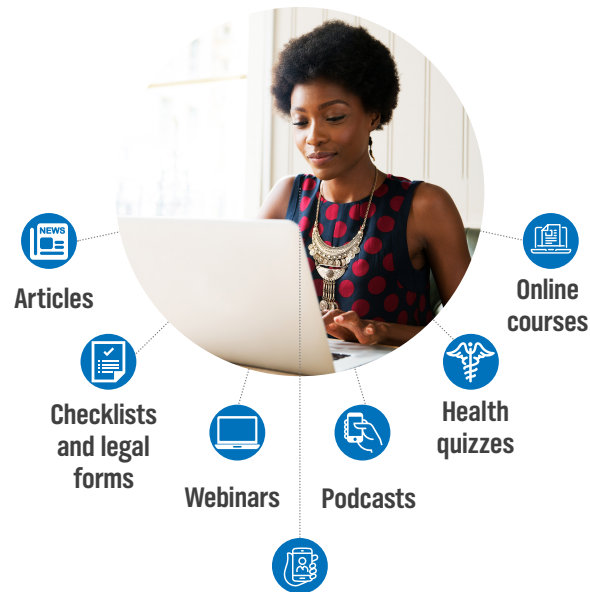 NEWS
Articles
Online
courses
Checklists
and legal
forms
Health
quizzes
Webinars
Podcasts